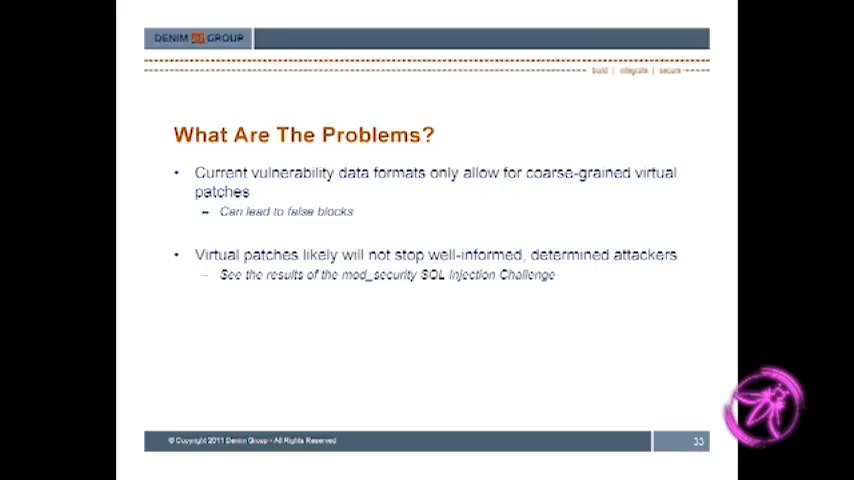 DENIM GROUP
build | integrate | secure
What Are The Problems?
• Current vulnerability data formats only allow for coarse-grained virtual
patches
– Can lead to false blocks
• Virtual patches likely will not stop well-informed, determined attackers
– See the results of the mod_security SQL Injection Challenge
© Copyright 2011 Denim Group - All Rights Reserved
33